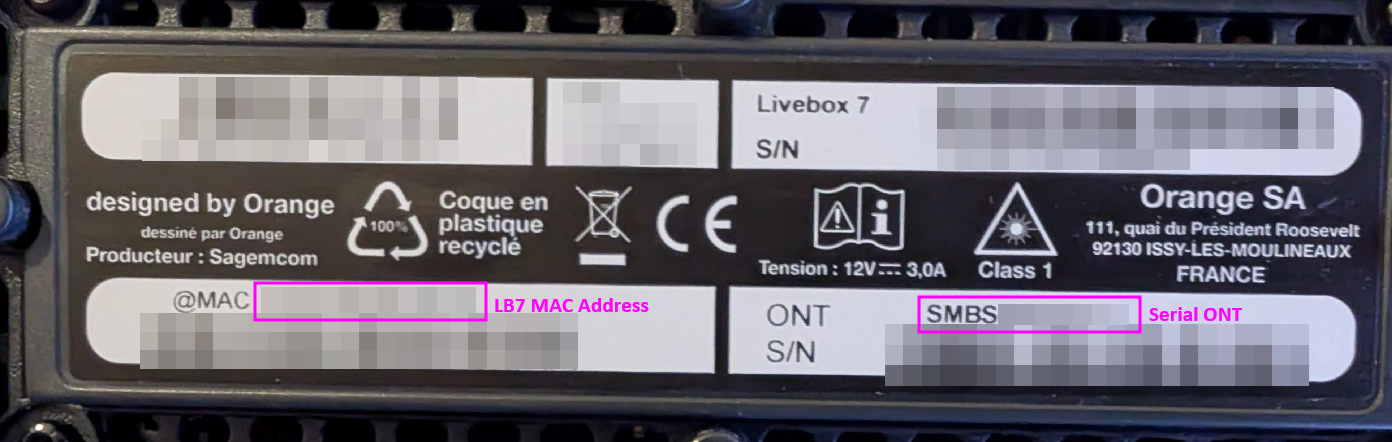 Livebox 7
S/N
designed by Orange
dessiné par Orange
Producteur : Sagemcom
100%
Coque en
plastique
recyclé
CE
Tension : 12V⎓ 3,0A
Class 1
Orange SA
111, quai du Président Roosevelt
92130 ISSY-LES-MOULINEAUX
FRANCE
@MAC
LB7 MAC Address
ONT
S/N
SMBS
Serial ONT